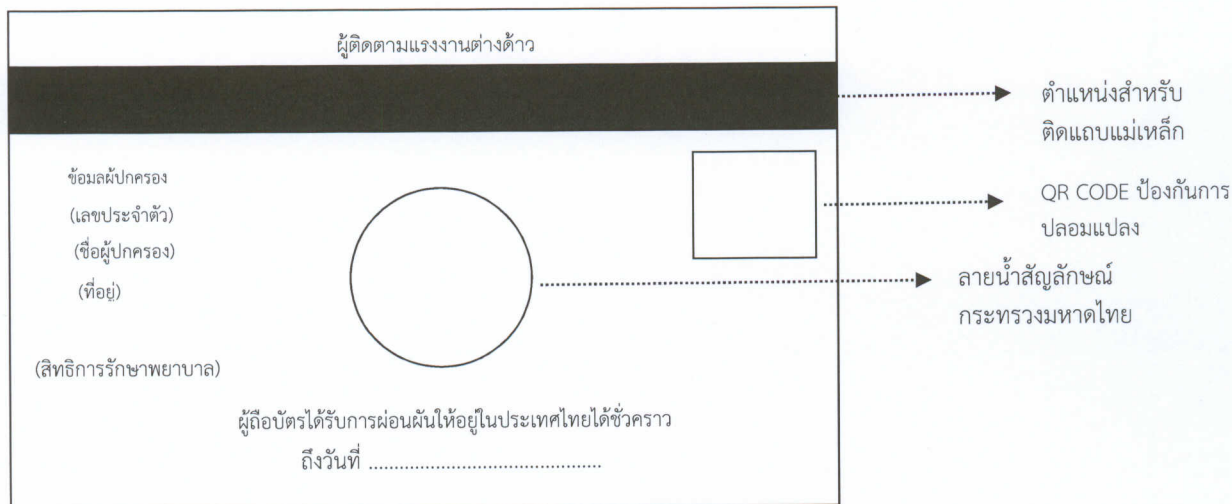 ผู้ติดตามแรงงานต่างด้าว
ตำแหน่งสำหรับ
ติดแถบแม่เหล็ก
ข้อมลผ้ปกครอง
(เลขประจำตัว)
(ชื่อผู้ปกครอง)
(ที่อยู่)
QR CODE ป้องกันการ
ปลอมแปลง
ลายน้ำสัญลักษณ์
กระทรวงมหาดไทย
(สิทธิการรักษาพยาบาล)
ผู้ถือบัตรได้รับการผ่อนผันให้อยู่ในประเทศไทยได้ชั่วคราว
ถึงวันที่ ..........................................